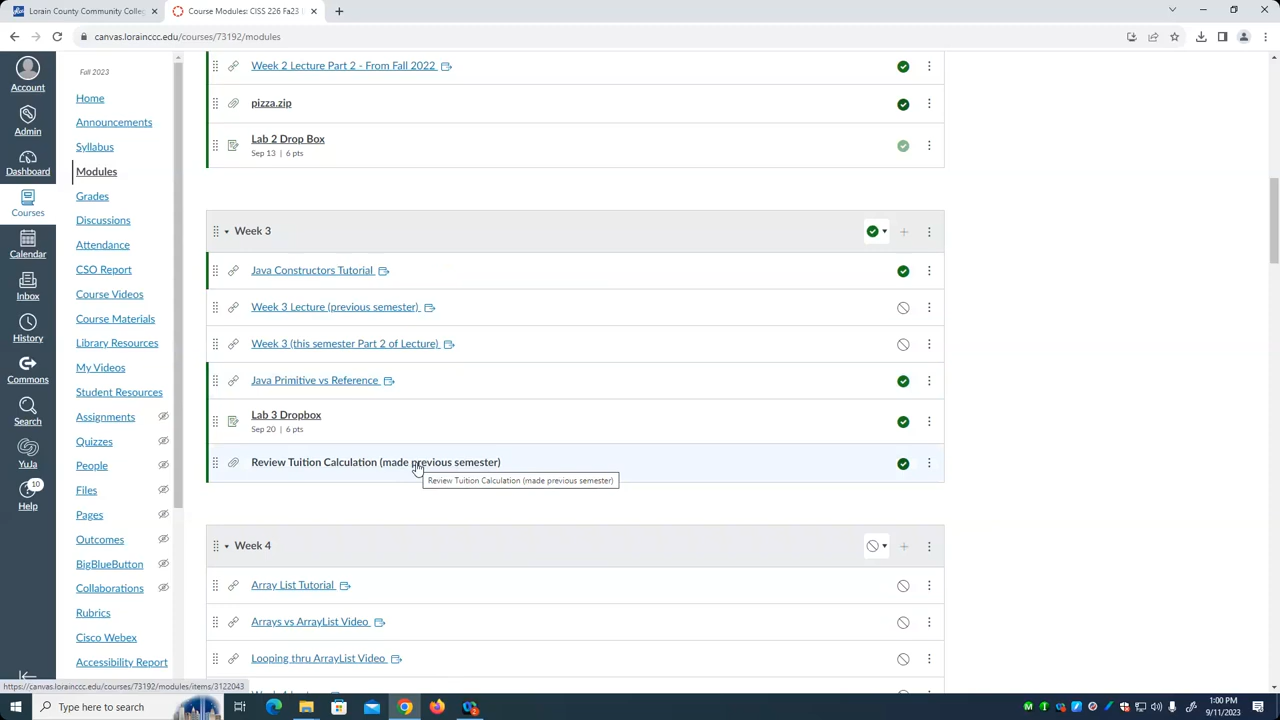 Lorain County Community Colleg
Course Modules: CISS 226 Fa23 I
canvas.lorainccc.edu/courses/73192/modules
Account
Admin
Dashboard
Courses
Calendar
Inbox
History
Commons
Search
YuJa
10
Help
Fall 2023
Home
Announcements
Syllabus
Modules
Grades
Discussions
Attendance
CSO Report
Course Videos
Course Materials
Library Resources
My Videos
Student Resources
Assignments
Quizzes
People
Files
Pages
Outcomes
BigBlueButton
Collaborations
Rubrics
Cisco Webex
Accessibility Report
Week 2 Lecture Part 2 - From Fall 2022
pizza.zip
Lab 2 Drop Box
Sep 13 | 6 pts
Week 3
Java Constructors Tutorial
Week 3 Lecture (previous semester)
Week 3 (this semester Part 2 of Lecture)
Java Primitive vs Reference
Lab 3 Dropbox
Sep 20 | 6 pts
Review Tuition Calculation (made previous semester)
Review Tuition Calculation (made previous semester)
Week 4
Array List Tutorial
Arrays vs ArrayList Video
Looping thru ArrayList Video
https://canvas.lorainccc.edu/courses/73192/modules/items/3122043
Type here to search
1:00 PM
9/11/2023